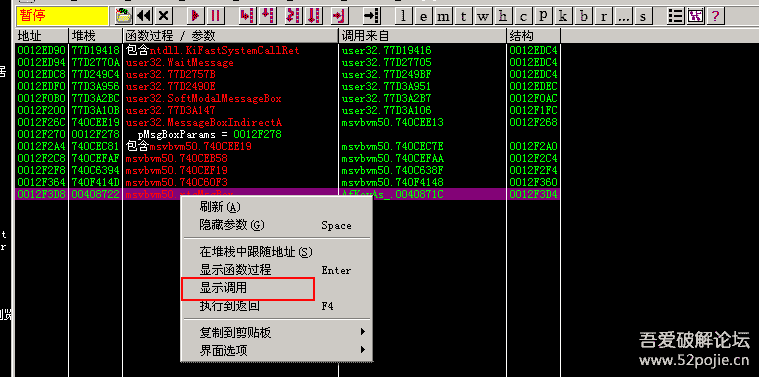 暂停 l e m t w h c p k b r ... s ?
地址 堆栈 函数过程 / 参数 调用来自 结构
0012ED90 77D19418 包含ntdll.KiFastSystemCallRet user32.77D19416 0012EDC4
0012ED94 77D2770A user32.WaitMessage user32.77D27705 0012EDC4
0012EDC8 77D249C4 user32.77D2757B user32.77D249BF 0012EDC4
0012EDF0 77D3A956 user32.77D2490E user32.77D3A951 0012EDEC
0012F0B0 77D3A2BC user32.SoftModalMessageBox user32.77D3A2B7 0012F0AC
0012F200 77D3A10B user32.77D3A147 user32.77D3A106 0012F1FC
0012F26C 740CEE19 user32.MessageBoxIndirectA msvbvm50.740CEE13 0012F268
0012F270 0012F278 pMsgBoxParams = 0012F278
0012F2A4 740CEC81 包含msvbvm50.740CEE19 msvbvm50.740CEC7E 0012F2A0
0012F2C8 740CEFAF msvbvm50.740CEB58 msvbvm50.740CEFAA 0012F2C4
0012F2F8 740C6394 msvbvm50.740CEF19 msvbvm50.740C638F 0012F2F4
0012F364 740F414D msvbvm50.740C60F3 msvbvm50.740F4148 0012F360
0012F3D8 00408722 msvbvm50. AfKayAs_.0040871C 0012F3D4
刷新(A)
隐藏参数(G) Space
在堆栈中跟随地址(S)
显示函数过程 Enter
显示调用
执行到返回 F4
复制到剪贴板
界面选项
吾爱破解论坛
www.52pojie.cn